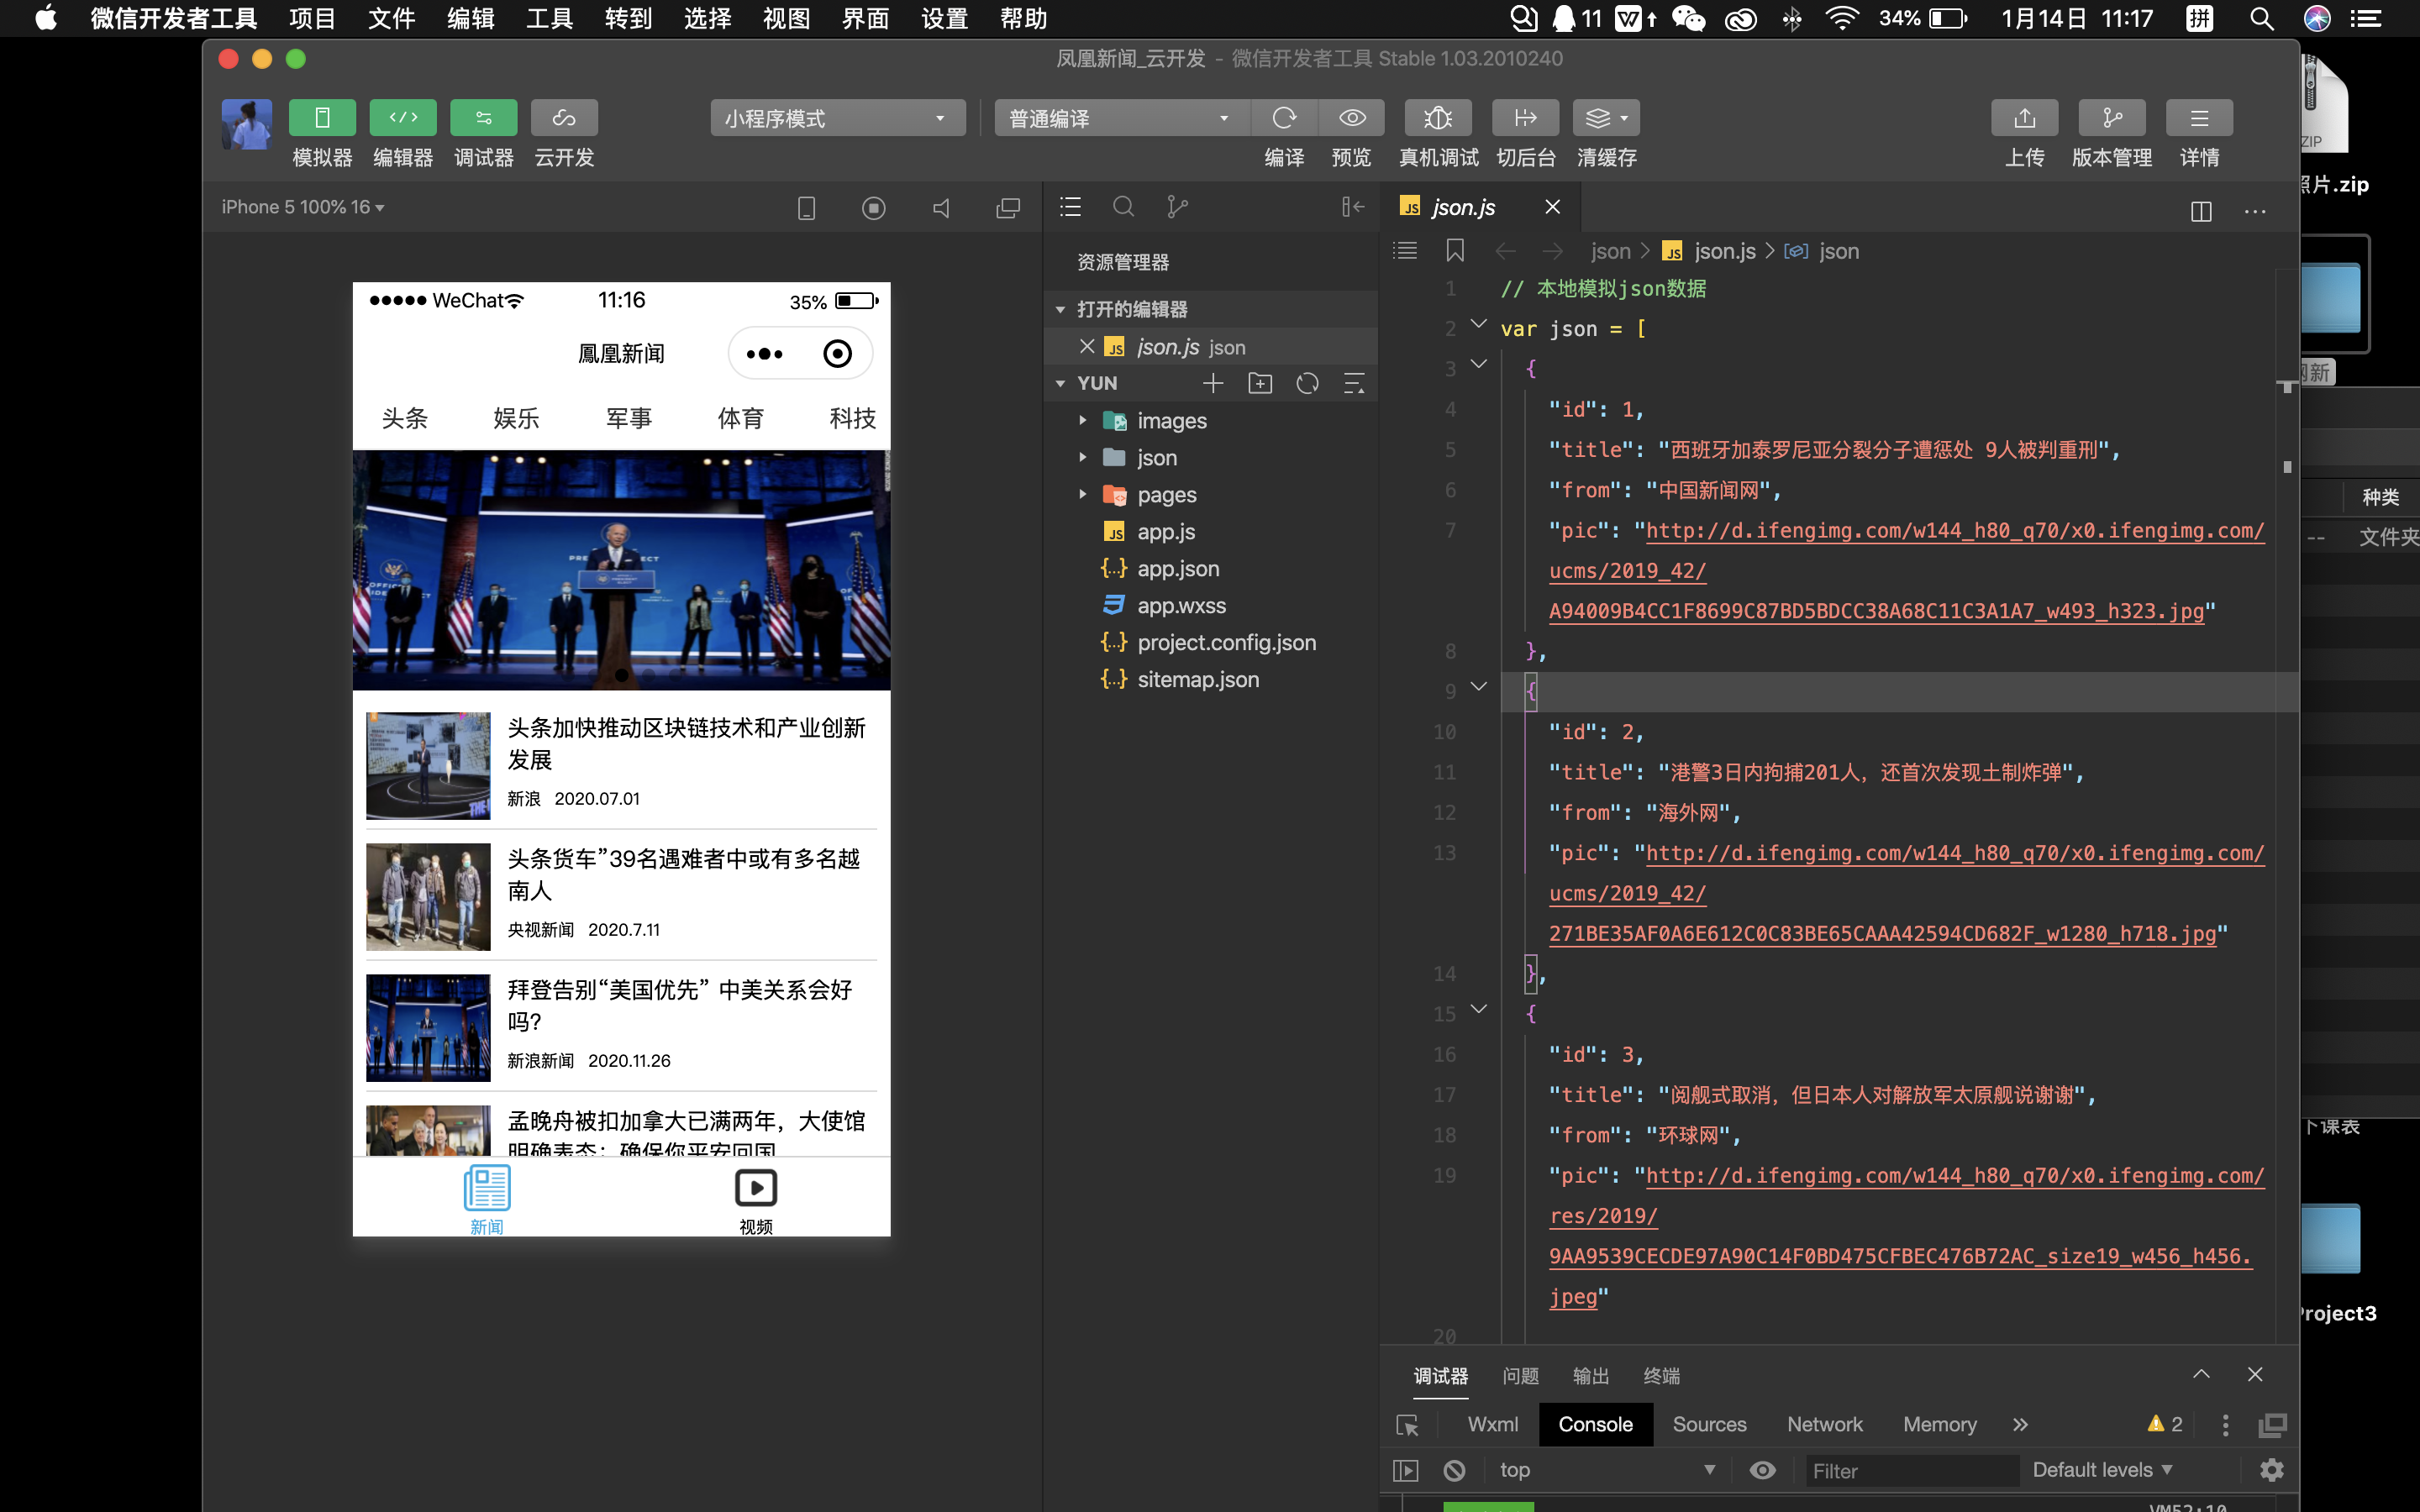 微信开发者工具 项目 文件 编辑 工具 转到 选择 视图 界面 设置 帮助 11 34% 1月14日 11:17 拼
凤凰新闻_云开发 - 微信开发者工具 Stable 1.03.2010240
小程序模式 普通编译
模拟器 编辑器 调试器 云开发 编译 预览 真机调试 切后台 清缓存 上传 版本管理 详情
iPhone 5 100% 16
WeChat 11:16 35%
鳳凰新闻
头条 娱乐 军事 体育 科技
头条加快推动区块链技术和产业创新
发展
新浪 2020.07.01
头条货车”39名遇难者中或有多名越
南人
央视新闻 2020.7.11
拜登告别“美国优先” 中美关系会好
吗?
新浪新闻 2020.11.26
孟晚舟被扣加拿大已满两年，大使馆
明确表态：确保你平安回国
新闻 视频
资源管理器
打开的编辑器
JS json.js json
YUN
images
json
pages
JS app.js
{..} app.json
app.wxss
{..} project.config.json
{..} sitemap.json
JS json.js
json > JS json.js > json
1 // 本地模拟json数据
2 var json = [
3 {
4 "id": 1,
5 "title": "西班牙加泰罗尼亚分裂分子遭惩处 9人被判重刑",
6 "from": "中国新闻网",
7 "pic": "http://d.ifengimg.com/w144_h80_q70/x0.ifengimg.com/
ucms/2019_42/
A94009B4CC1F8699C87BD5BDCC38A68C11C3A1A7_w493_h323.jpg"
8 },
9 {
10 "id": 2,
11 "title": "港警3日内拘捕201人，还首次发现土制炸弹",
12 "from": "海外网",
13 "pic": "http://d.ifengimg.com/w144_h80_q70/x0.ifengimg.com/
ucms/2019_42/
271BE35AF0A6E612C0C83BE65CAAA42594CD682F_w1280_h718.jpg"
14 },
15 {
16 "id": 3,
17 "title": "阅舰式取消，但日本人对解放军太原舰说谢谢",
18 "from": "环球网",
19 "pic": "http://d.ifengimg.com/w144_h80_q70/x0.ifengimg.com/
res/2019/
9AA9539CECDE97A90C14F0BD475CFBEC476B72AC_size19_w456_h456.
jpeg"
20
调试器 问题 输出 终端
Wxml Console Sources Network Memory » 2
top Filter Default levels
VM52:10
ZIP
照片.zip
种类
-- 文件夹
下课表
Project3